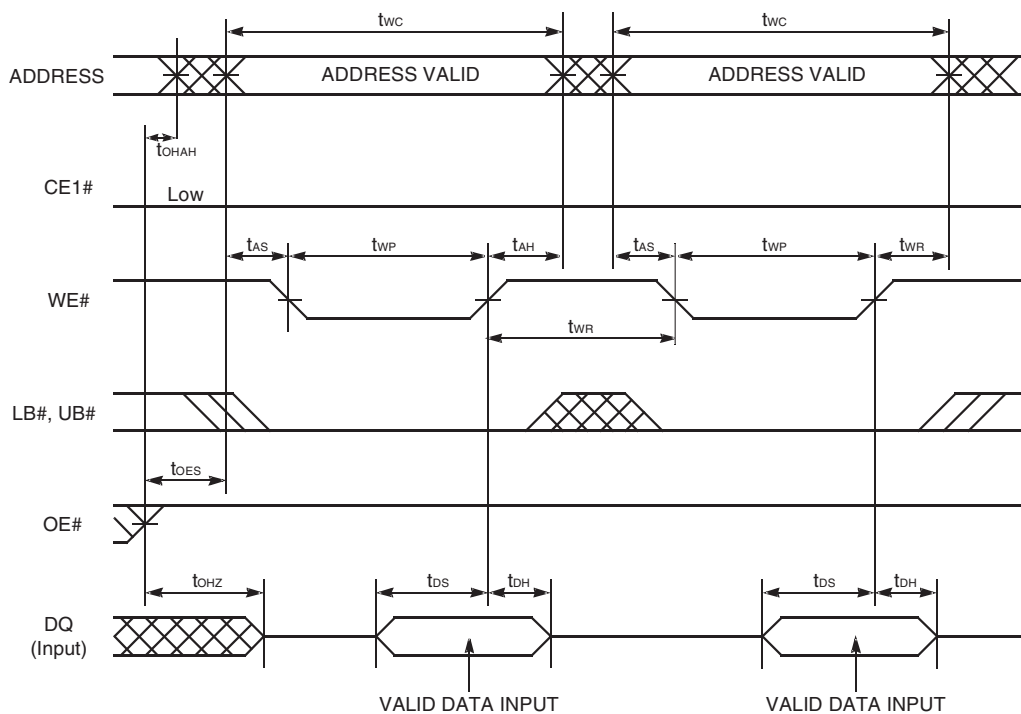 tWC
tWC
ADDRESS
ADDRESS VALID
ADDRESS VALID
tOHAH
CE1#
Low
tAS
tWP
tAH
tAS
tWP
tWR
WE#
tWR
LB#, UB#
tOES
OE#
tOHZ
tDS
tDH
tDS
tDH
DQ
(Input)
VALID DATA INPUT
VALID DATA INPUT